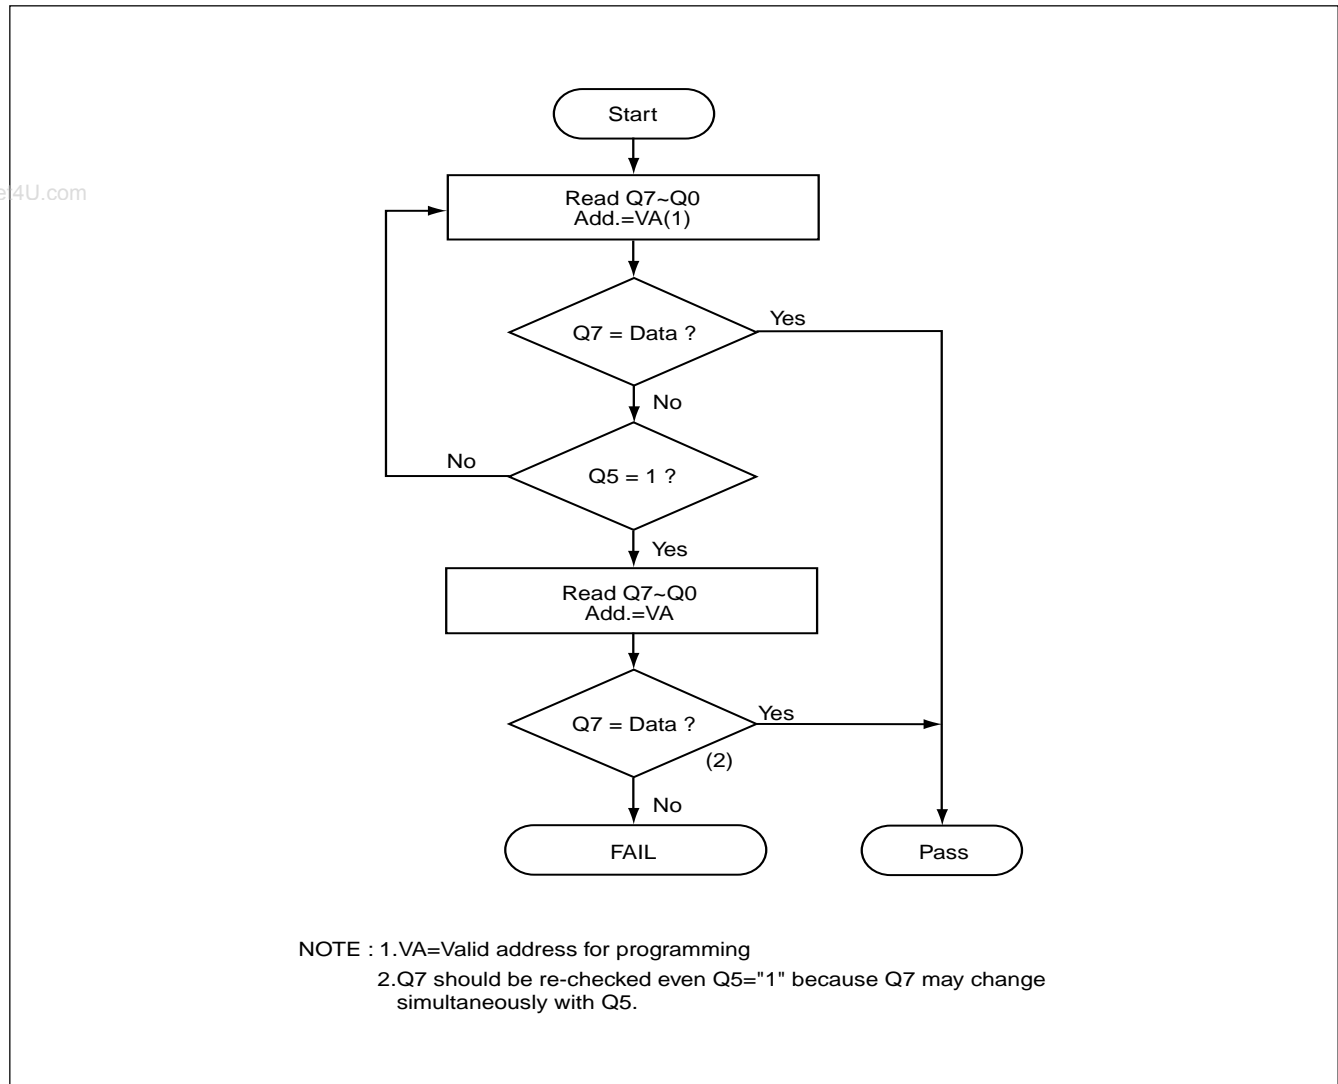 Start
et4U.com
Read Q7~Q0
Add.=VA(1)
Q7 = Data ?
Yes
No
No
Q5 = 1 ?
Yes
Read Q7~Q0
Add.=VA
Q7 = Data ?
Yes
(2)
No
FAIL
Pass
NOTE : 1.VA=Valid address for programming
2.Q7 should be re-checked even Q5="1" because Q7 may change
simultaneously with Q5.